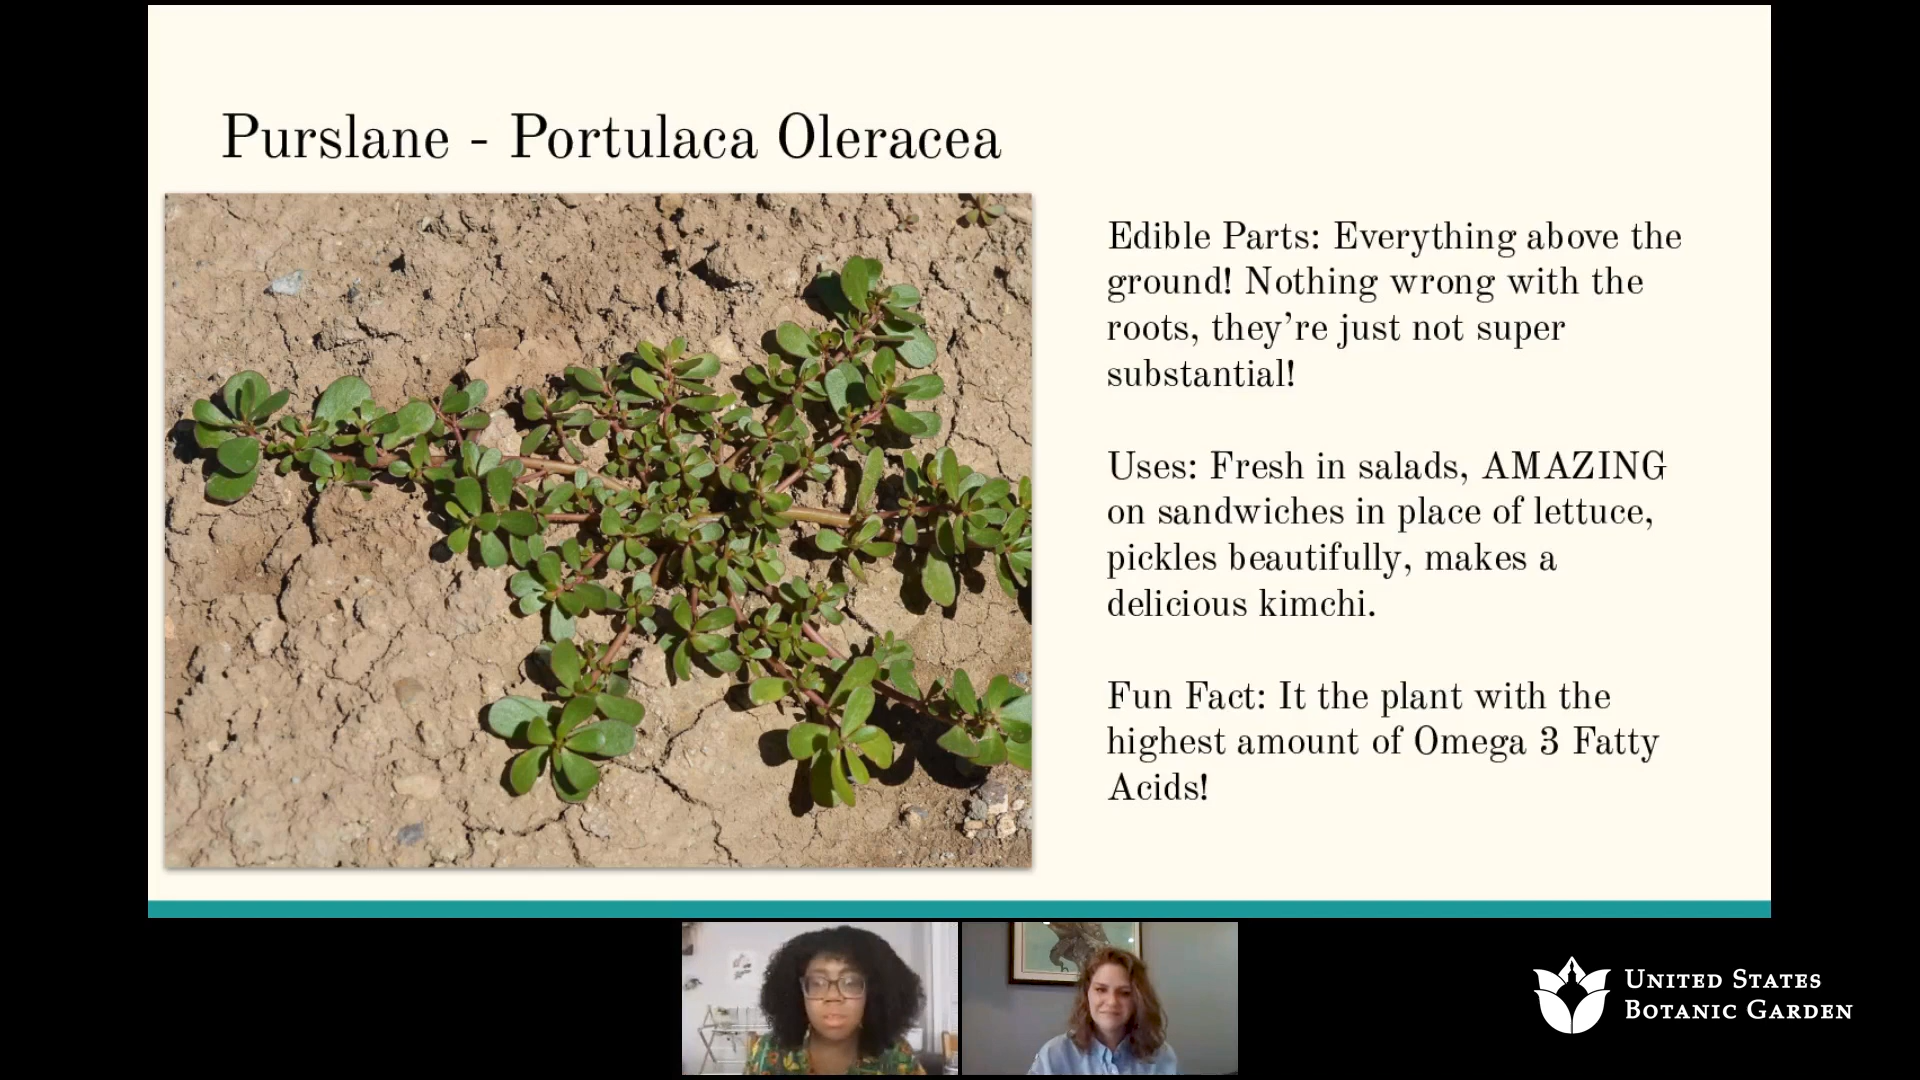 Purslane - Portulaca Oleracea
Edible Parts: Everything above the
ground! Nothing wrong with the
roots, they’re just not super
substantial!
Uses: Fresh in salads, AMAZING
on sandwiches in place of lettuce,
pickles beautifully, makes a
delicious kimchi.
Fun Fact: It the plant with the
highest amount of Omega 3 Fatty
Acids!
UNITED STATES
BOTANIC GARDEN